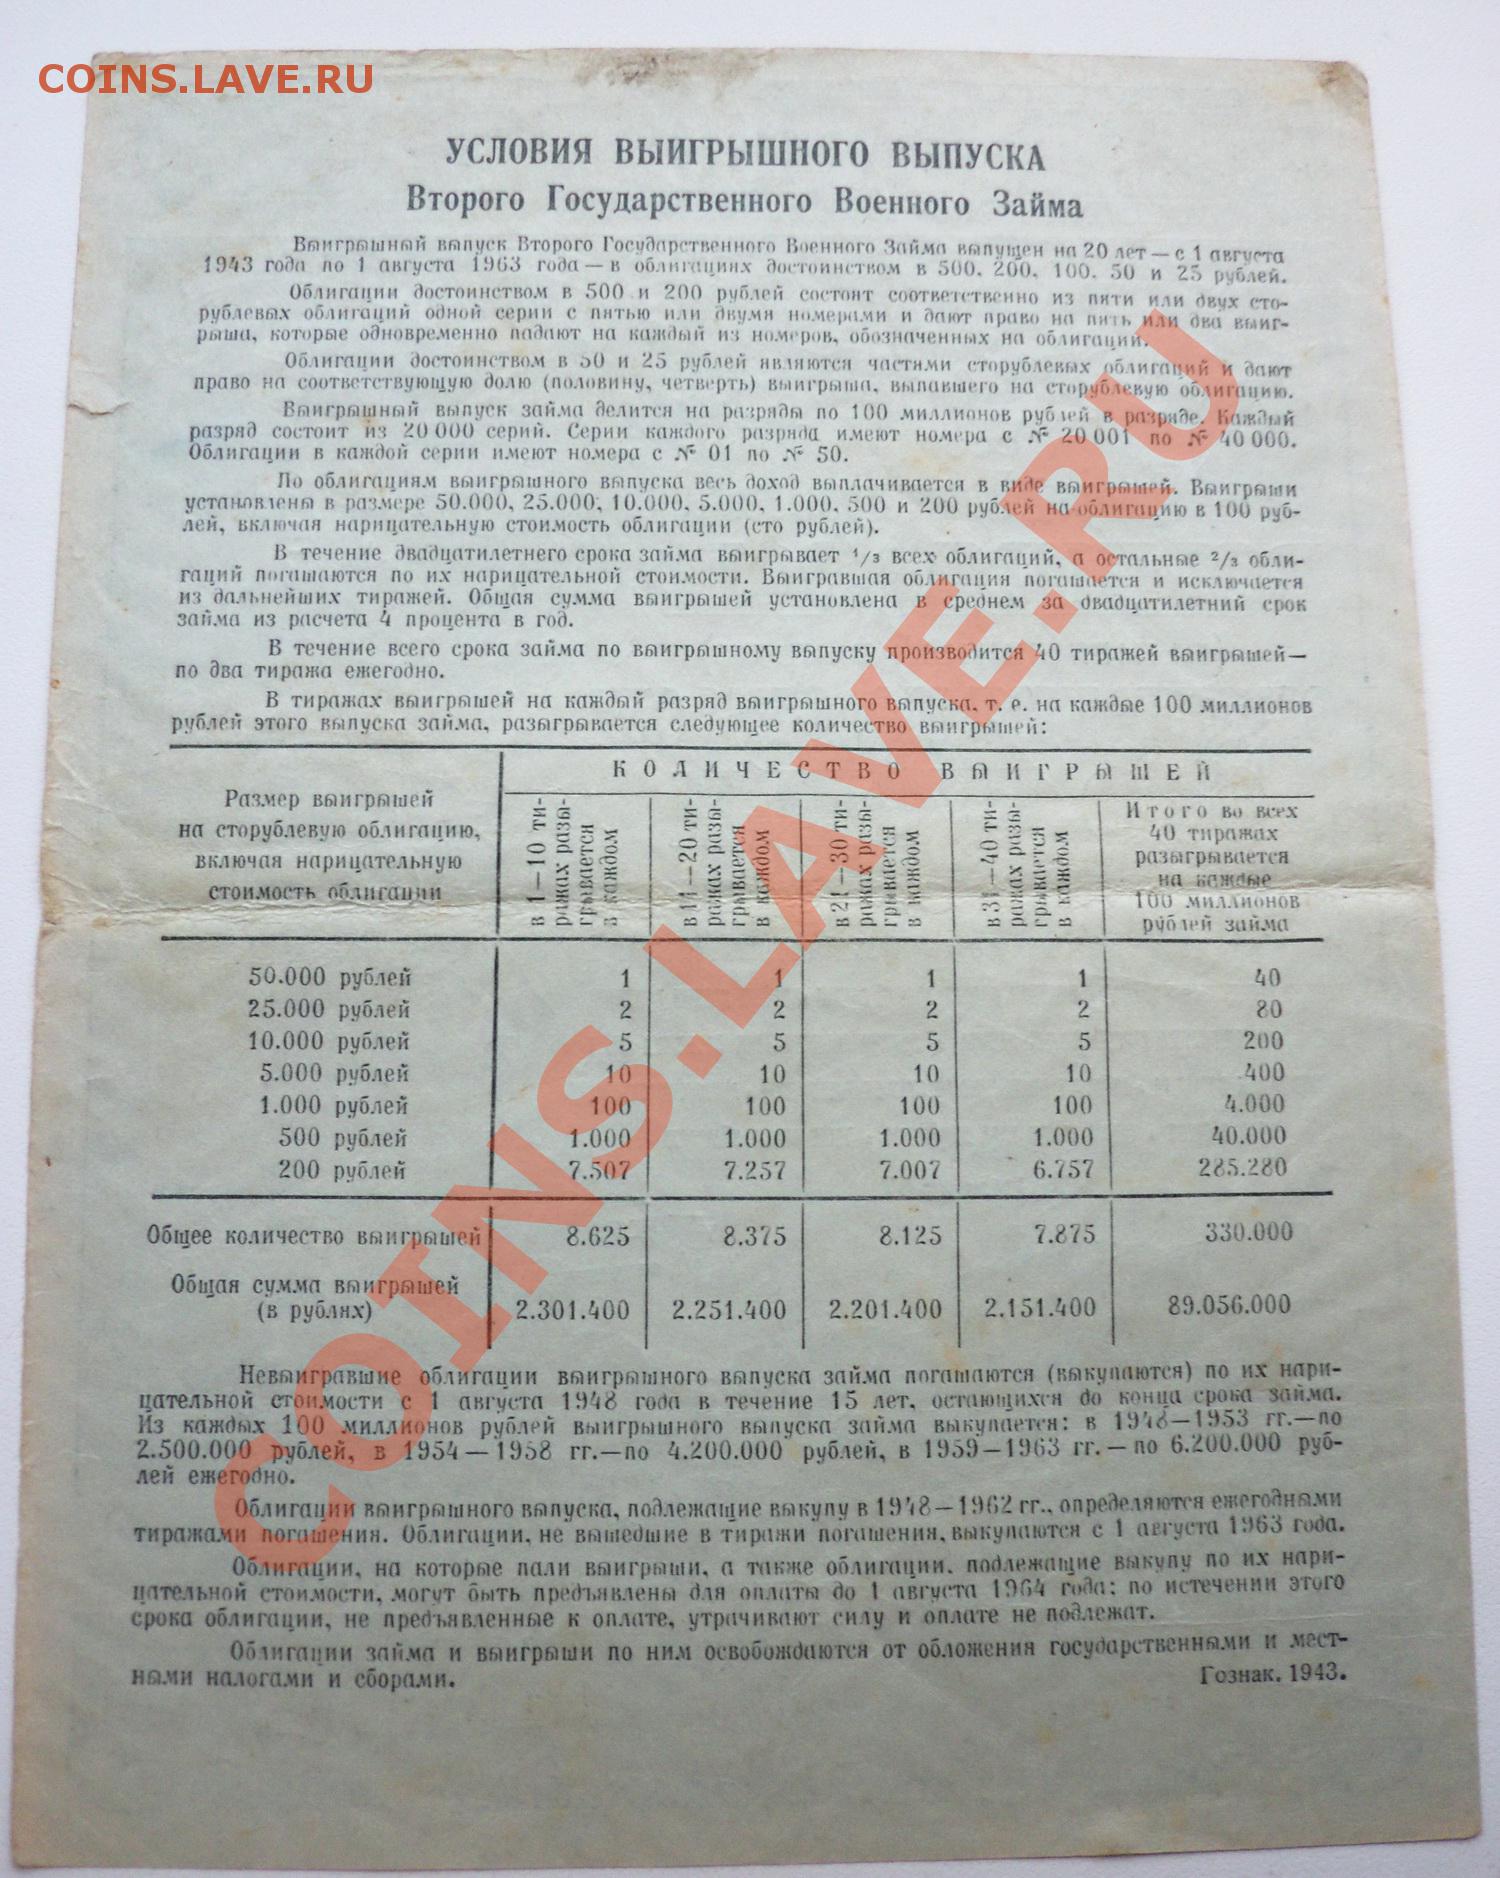 COINS.LAVE.RU
УСЛОВИЯ ВЫИГРЫШНОГО ВЫПУСКА
Второго Государственного Военного Займа
Выигрышный выпуск Второго Государственного Военного Займа выпущен на 20 лет — с 1 августа
1943 года по 1 августа 1963 года — в облигациях достоинством в 500, 200, 100, 50 и 25 рублей.
Облигации достоинством в 500 и 200 рублей состоят соответственно из пяти или двух сто-
рублевых облигаций одной серии с пятью или двумя номерами и дают право на пять или два выиг-
рыша, которые одновременно падают на каждый из номеров, обозначенных на облигации.
Облигации достоинством в 50 и 25 рублей являются частями сторублевых облигаций и дают
право на соответствующую долю (половину, четверть) выигрыша, выпавшего на сторублевую облигацию.
Выигрышный выпуск займа делится на разряды по 100 миллионов рублей в разряде. Каждый
разряд состоит из 20 000 серий. Серии каждого разряда имеют номера с № 20 001 по № 40 000.
Облигации в каждой серии имеют номера с № 01 по № 50.
По облигациям выигрышного выпуска весь доход выплачивается в виде выигрышей. Выигрыши
установлены в размере 50.000, 25.000, 10.000, 5.000, 1.000, 500 и 200 рублей на облигацию в 100 руб-
лей, включая нарицательную стоимость облигации (сто рублей).
В течение двадцатилетнего срока займа выигрывает 1/3 всех облигаций, а остальные 2/3 обли-
гаций погашаются по их нарицательной стоимости. Выигравшая облигация погашается и исключается
из дальнейших тиражей. Общая сумма выигрышей установлена в среднем за двадцатилетний срок
займа из расчета 4 процента в год.
В течение всего срока займа по выигрышному выпуску производится 40 тиражей выигрышей—
по два тиража ежегодно.
В тиражах выигрышей на каждый разряд выигрышного выпуска, т. е. на каждые 100 миллионов
рублей этого выпуска займа, разыгрывается следующее количество выигрышей:
Размер выигрышей
на сторублевую облигацию,
включая нарицательную
стоимость облигации
КОЛИЧЕСТВО ВЫИГРЫШЕЙ
в 1—10 ти-
ражах разы-
грывается
в каждом
в 11—20 ти-
ражах разы-
грывается
в каждом
в 21—30 ти-
ражах разы-
грывается
в каждом
в 31—40 ти-
ражах разы-
грывается
в каждом
Итого во всех
40 тиражах
разыгрывается
на каждые
100 миллионов
рублей займа
50.000 рублей 1 1 1 1 40
25.000 рублей 2 2 2 2 80
10.000 рублей 5 5 5 5 200
5.000 рублей 10 10 10 10 400
1.000 рублей 100 100 100 100 4.000
500 рублей 1.000 1.000 1.000 1.000 40.000
200 рублей 7.507 7.257 7.007 6.757 285.280
Общее количество выигрышей 8.625 8.375 8.125 7.875 330.000
Общая сумма выигрышей
(в рублях) 2.301.400 2.251.400 2.201.400 2.151.400 89.056.000
Невыигравшие облигации выигрышного выпуска займа погашаются (выкупаются) по их нари-
цательной стоимости с 1 августа 1948 года в течение 15 лет, остающихся до конца срока займа.
Из каждых 100 миллионов рублей выигрышного выпуска займа выкупается: в 1948—1953 гг.—по
2.500.000 рублей, в 1954—1958 гг.—по 4.200.000 рублей, в 1959—1963 гг.—по 6.200.000 руб-
лей ежегодно.
Облигации выигрышного выпуска, подлежащие выкупу в 1948—1962 гг., определяются ежегодными
тиражами погашения. Облигации, не вышедшие в тиражи погашения, выкупаются с 1 августа 1963 года.
Облигации, на которые пали выигрыши, а также облигации, подлежащие выкупу по их нари-
цательной стоимости, могут быть предъявлены для оплаты до 1 августа 1964 года; по истечении этого
срока облигации, не предъявленные к оплате, утрачивают силу и оплате не подлежат.
Облигации займа и выигрыши по ним освобождаются от обложения государственными и мест-
ными налогами и сборами.
Гознак. 1943.
COINS.LAVE.RU